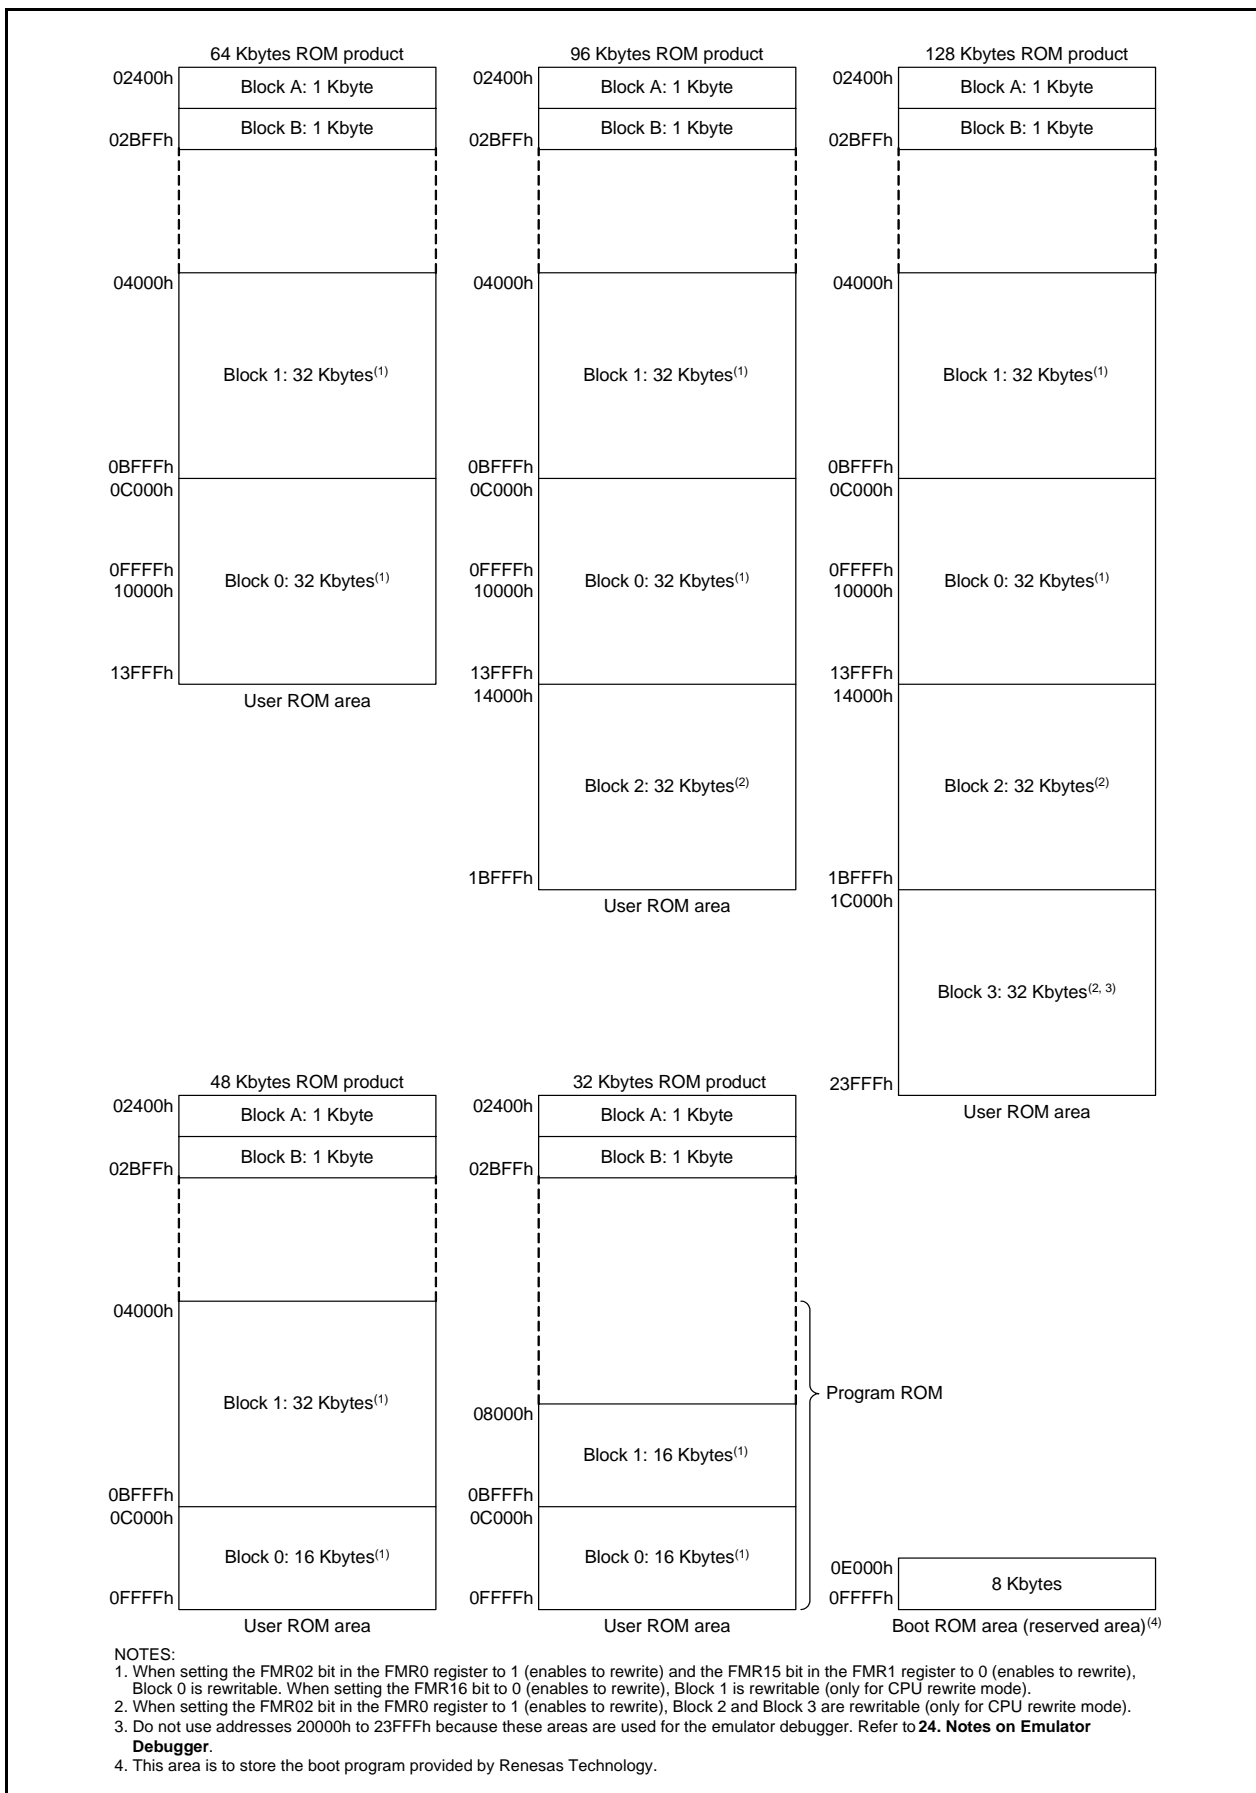 64 Kbytes ROM product
02400h
Block A: 1 Kbyte
Block B: 1 Kbyte
02BFFh
04000h
Block 1: 32 Kbytes(1)
0BFFFh
0C000h
0FFFFh
Block 0: 32 Kbytes(1)
10000h
13FFFh
User ROM area
96 Kbytes ROM product
02400h
Block A: 1 Kbyte
Block B: 1 Kbyte
02BFFh
04000h
Block 1: 32 Kbytes(1)
0BFFFh
0C000h
0FFFFh
Block 0: 32 Kbytes(1)
10000h
13FFFh
14000h
Block 2: 32 Kbytes(2)
1BFFFh
User ROM area
128 Kbytes ROM product
02400h
Block A: 1 Kbyte
Block B: 1 Kbyte
02BFFh
04000h
Block 1: 32 Kbytes(1)
0BFFFh
0C000h
0FFFFh
Block 0: 32 Kbytes(1)
10000h
13FFFh
14000h
Block 2: 32 Kbytes(2)
1BFFFh
1C000h
Block 3: 32 Kbytes(2, 3)
23FFFh
User ROM area
48 Kbytes ROM product
02400h
Block A: 1 Kbyte
Block B: 1 Kbyte
02BFFh
04000h
Block 1: 32 Kbytes(1)
0BFFFh
0C000h
Block 0: 16 Kbytes(1)
0FFFFh
User ROM area
32 Kbytes ROM product
02400h
Block A: 1 Kbyte
Block B: 1 Kbyte
02BFFh
Program ROM
08000h
Block 1: 16 Kbytes(1)
0BFFFh
0C000h
Block 0: 16 Kbytes(1)
0FFFFh
User ROM area
0E000h
8 Kbytes
0FFFFh
Boot ROM area (reserved area)(4)
NOTES:
1. When setting the FMR02 bit in the FMR0 register to 1 (enables to rewrite) and the FMR15 bit in the FMR1 register to 0 (enables to rewrite),
Block 0 is rewritable. When setting the FMR16 bit to 0 (enables to rewrite), Block 1 is rewritable (only for CPU rewrite mode).
2. When setting the FMR02 bit in the FMR0 register to 1 (enables to rewrite), Block 2 and Block 3 are rewritable (only for CPU rewrite mode).
3. Do not use addresses 20000h to 23FFFh because these areas are used for the emulator debugger. Refer to 24. Notes on Emulator
Debugger.
4. This area is to store the boot program provided by Renesas Technology.